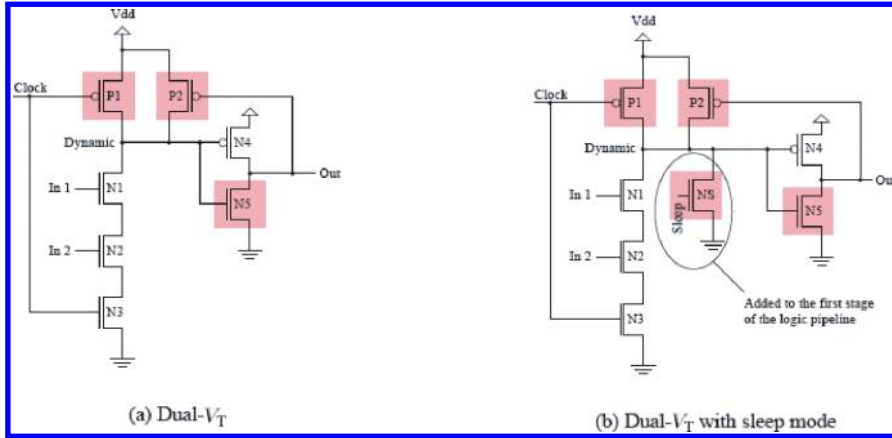 Vdd
Clock
P1
P2
Dynamic
N4
Out
In 1
N1
N5
In 2
N2
N3
(a) Dual-VT
Vdd
Clock
P1
P2
Dynamic
N4
Ou
In 1
N1
Sleep
NS
N5
In 2
N2
N3
Added to the first stage
of the logic pipeline
(b) Dual-VT with sleep mode